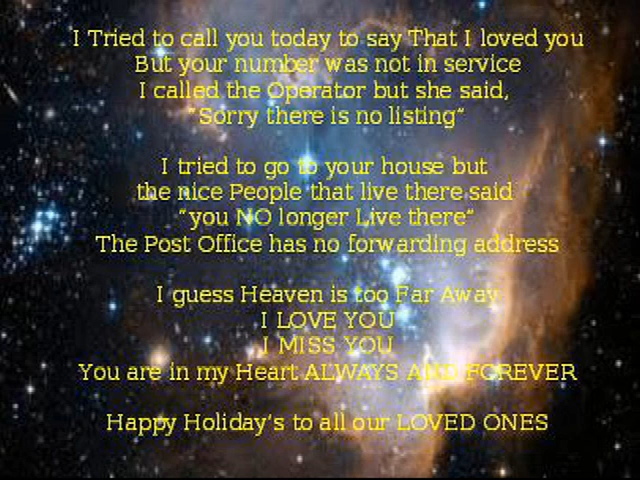 I Tried to call you today to say That I loved you
But your number was not in service
I called the Operator but she said,
"Sorry there is no listing"
I tried to go to your house but
the nice People that live there said
"you NO longer Live there"
The Post Office has no forwarding address
I guess Heaven is too Far Away
I LOVE YOU
I MISS YOU
You are in my Heart ALWAYS AND FOREVER
Happy Holiday's to all our LOVED ONES